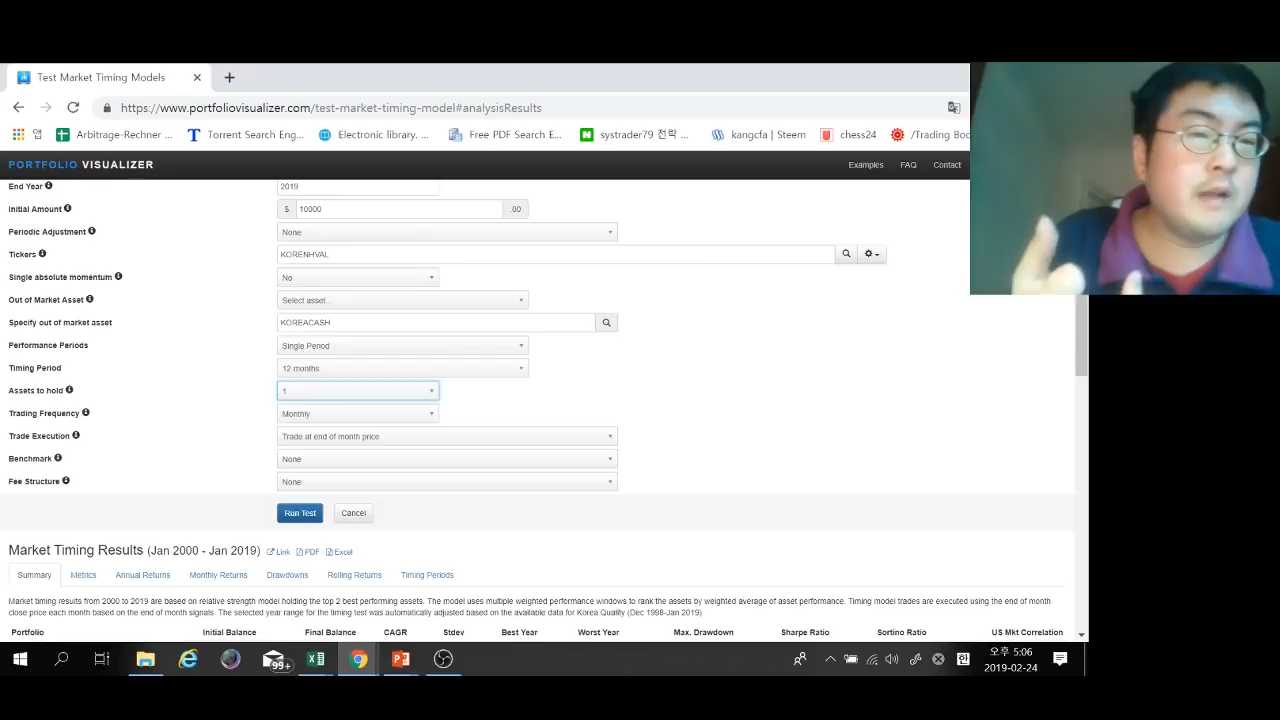 Test Market Timing Models
https://www.portfoliovisualizer.com/test-market-timing-model#analysisResults
앱 Arbitrage-Rechner ... Torrent Search Eng... Electronic library. ... Free PDF Search E... systrader79 전략 ... kangcfa | Steem chess24 /Trading Boo
PORTFOLIO VISUALIZER Examples FAQ Contact
End Year 2019
Initial Amount $ 10000 .00
Periodic Adjustment None
Tickers KORENHVAL
Single absolute momentum No
Out of Market Asset Select asset...
Specify out of market asset KOREACASH
Performance Periods Single Period
Timing Period 12 months
Assets to hold 1
Trading Frequency Monthly
Trade Execution Trade at end of month price
Benchmark None
Fee Structure None
Run Test Cancel
Market Timing Results (Jan 2000 - Jan 2019) Link PDF Excel
Summary Metrics Annual Returns Monthly Returns Drawdowns Rolling Returns Timing Periods
Market timing results from 2000 to 2019 are based on relative strength model holding the top 2 best performing assets. The model uses multiple weighted performance windows to rank the assets by weighted average of asset performance. Timing model trades are executed using the end of month
close price each month based on the end of month signals. The selected year range for the timing test was automatically adjusted based on the available data for Korea Quality (Dec 1998-Jan 2019).
Portfolio Initial Balance Final Balance CAGR Stdev Best Year Worst Year Max. Drawdown Sharpe Ratio Sortino Ratio US Mkt Correlation
99+ 한 오후 5:06
2019-02-24